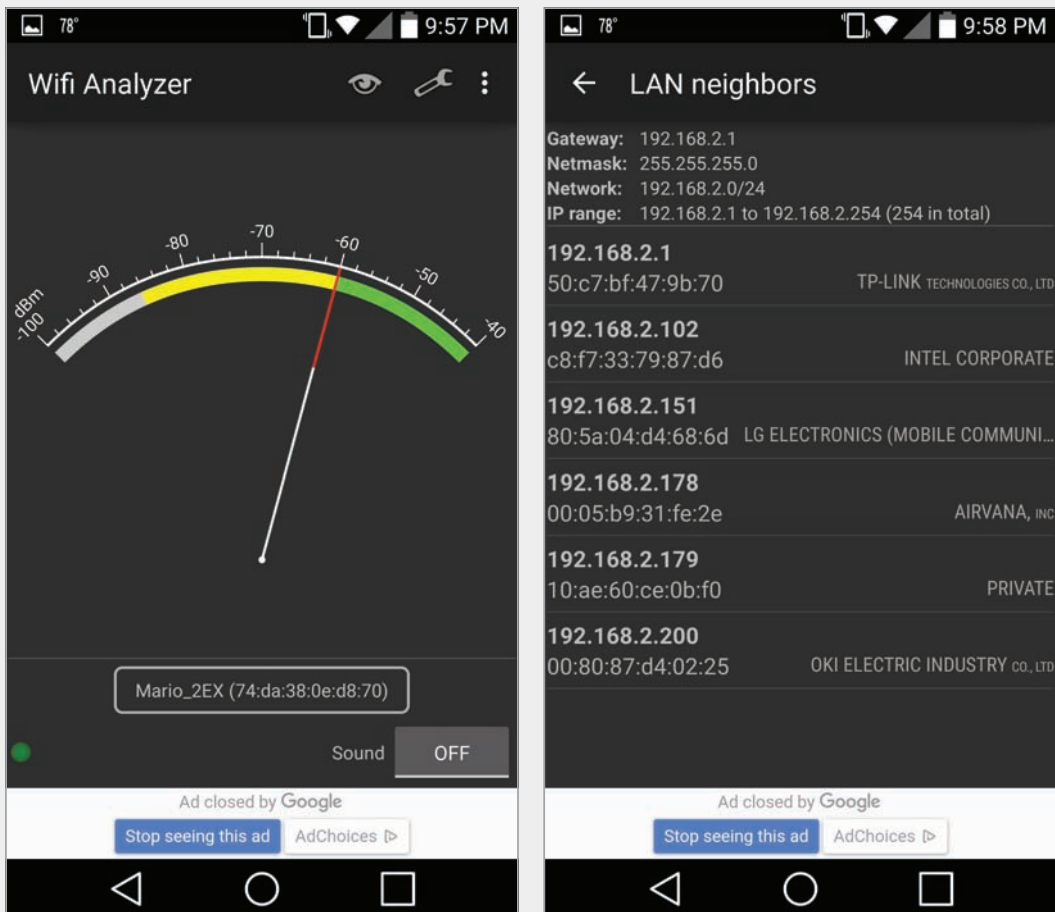 78°
9:57 PM
Wifi Analyzer
dBm
-100
-90
-80
-70
-60
-50
-40
Mario_2EX (74:da:38:0e:d8:70)
Sound OFF
Ad closed by Google
Stop seeing this ad AdChoices
78°
9:58 PM
LAN neighbors
Gateway: 192.168.2.1
Netmask: 255.255.255.0
Network: 192.168.2.0/24
IP range: 192.168.2.1 to 192.168.2.254 (254 in total)
192.168.2.1
50:c7:bf:47:9b:70 TP-LINK TECHNOLOGIES CO., LTD
192.168.2.102
c8:f7:33:79:87:d6 INTEL CORPORATE
192.168.2.151
80:5a:04:d4:68:6d LG ELECTRONICS (MOBILE COMMUNI...
192.168.2.178
00:05:b9:31:fe:2e AIRVANA, INC
192.168.2.179
10:ae:60:ce:0b:f0 PRIVATE
192.168.2.200
00:80:87:d4:02:25 OKI ELECTRIC INDUSTRY CO., LTD
Ad closed by Google
Stop seeing this ad AdChoices